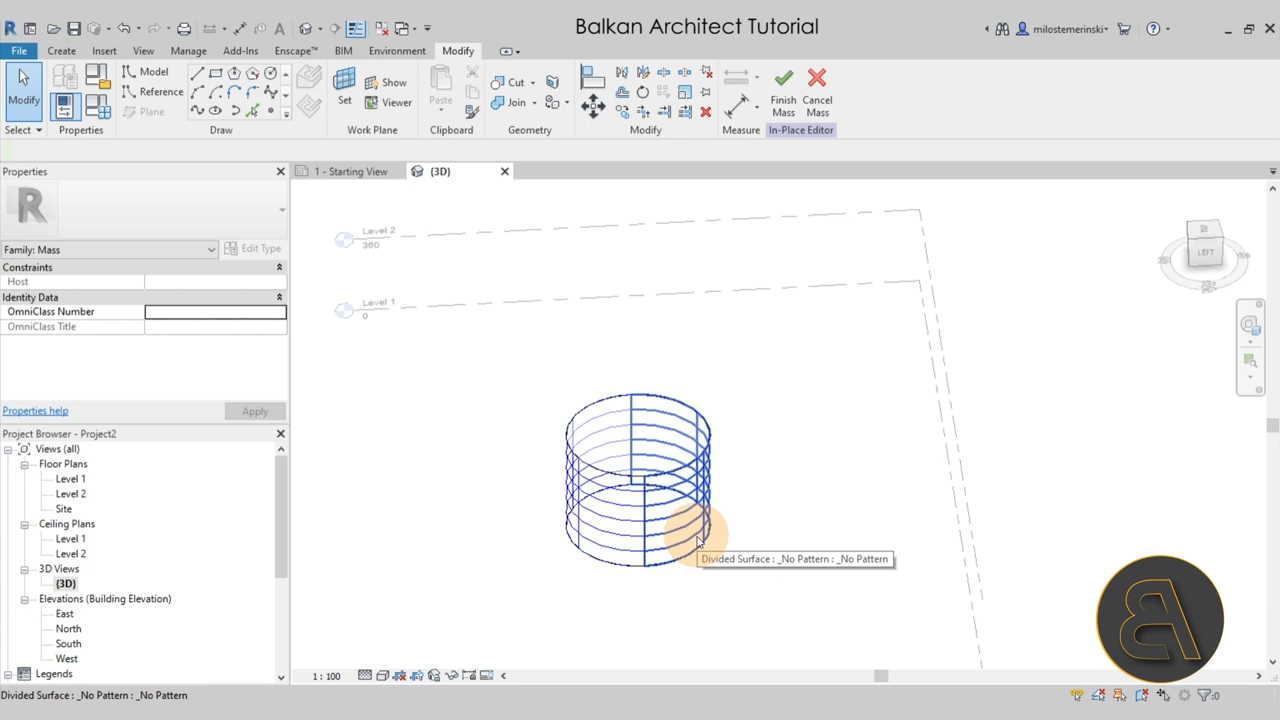 Balkan Architect Tutorial
milostemerinski
File
Create
Insert
View
Manage
Add-Ins
Enscape™
BIM
Environment
Modify
Modify
Select
Properties
Model
Reference
Plane
Draw
Set
Show
Viewer
Work Plane
Paste
Clipboard
Cut
Join
Geometry
Modify
Measure
Finish Mass
Cancel Mass
In-Place Editor
Properties
1 - Starting View
{3D}
Family: Mass
Edit Type
Constraints
Host
Identity Data
OmniClass Number
OmniClass Title
Properties help
Apply
Project Browser - Project2
Views (all)
Floor Plans
Level 1
Level 2
Site
Ceiling Plans
Level 1
Level 2
3D Views
{3D}
Elevations (Building Elevation)
East
North
South
West
Legends
Level 2
360
Level 1
0
LEFT
Divided Surface : _No Pattern : _No Pattern
1 : 100
Divided Surface : _No Pattern : _No Pattern
:0